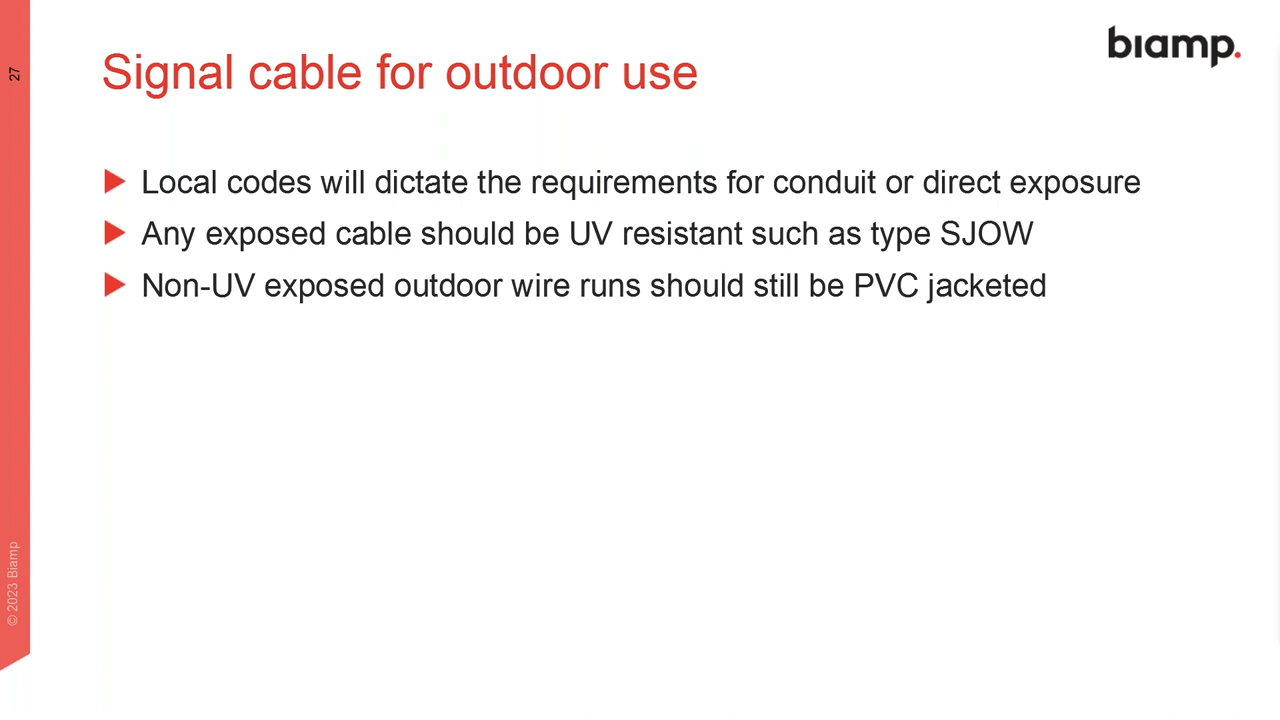 biamp.
27
Signal cable for outdoor use
Local codes will dictate the requirements for conduit or direct exposure
Any exposed cable should be UV resistant such as type SJOW
Non-UV exposed outdoor wire runs should still be PVC jacketed
© 2023 Biamp